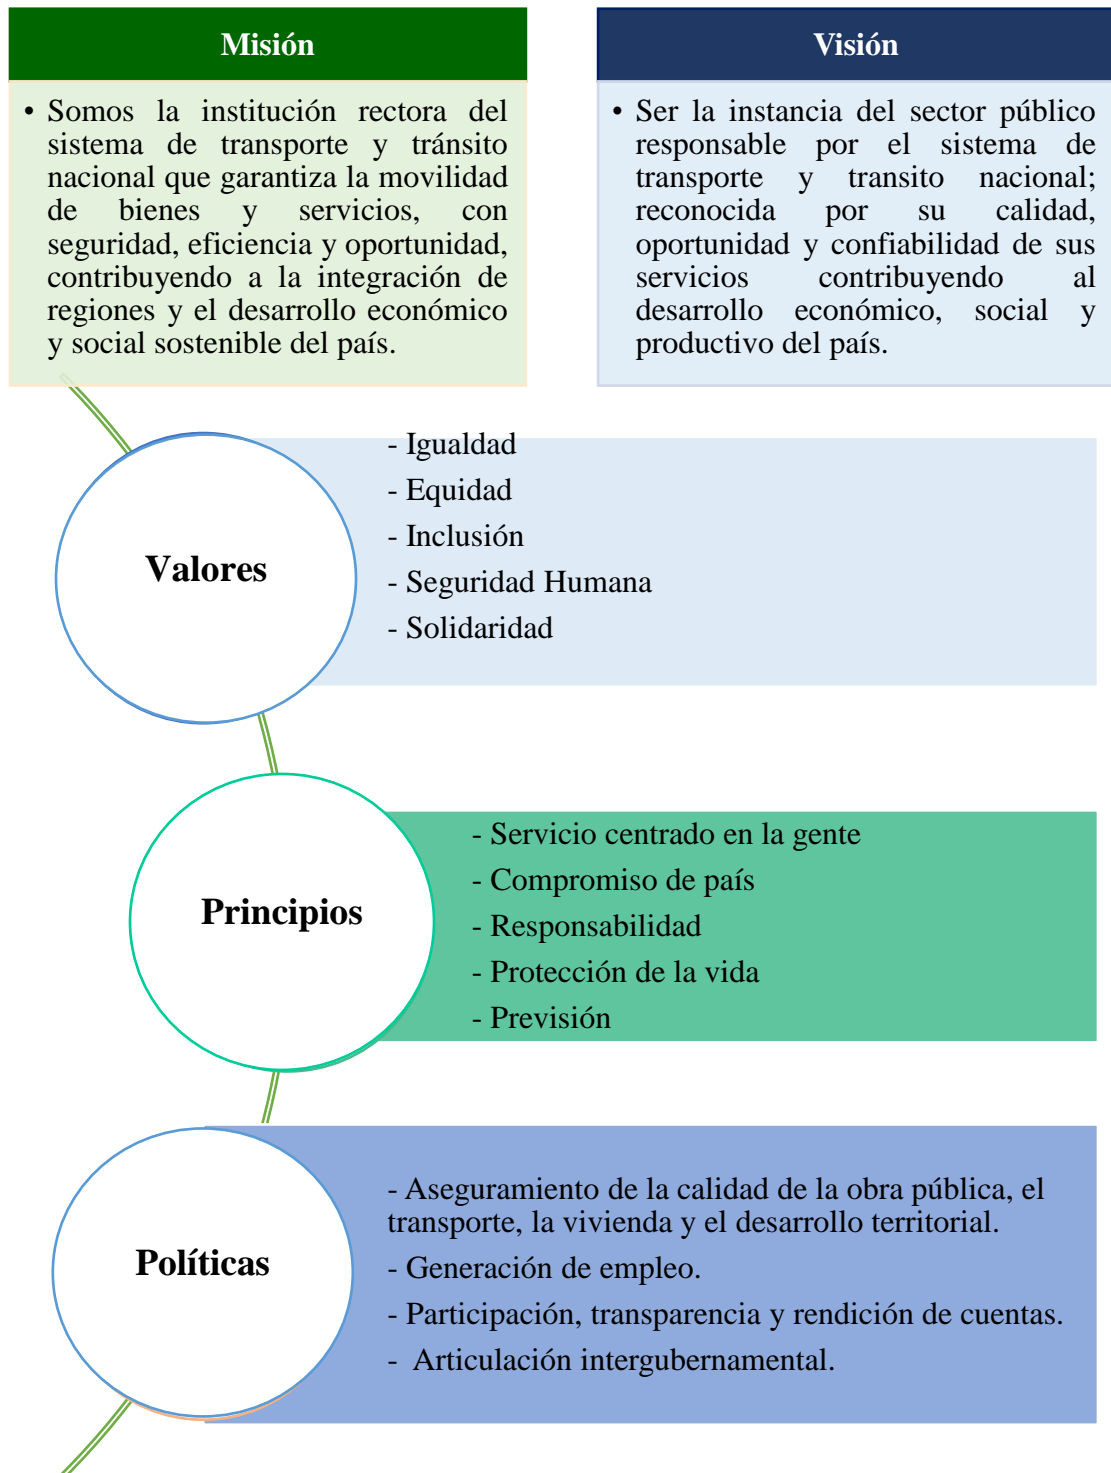 Misión
• Somos la institución rectora del
sistema de transporte y tránsito
nacional que garantiza la movilidad
de bienes y servicios, con
seguridad, eficiencia y oportunidad,
contribuyendo a la integración de
regiones y el desarrollo económico
y social sostenible del país.
Visión
• Ser la instancia del sector público
responsable por el sistema de
transporte y transito nacional;
reconocida por su calidad,
oportunidad y confiabilidad de sus
servicios contribuyendo al
desarrollo económico, social y
productivo del país.
Valores
- Igualdad
- Equidad
- Inclusión
- Seguridad Humana
- Solidaridad
Principios
- Servicio centrado en la gente
- Compromiso de país
- Responsabilidad
- Protección de la vida
- Previsión
Políticas
- Aseguramiento de la calidad de la obra pública, el
transporte, la vivienda y el desarrollo territorial.
- Generación de empleo.
- Participación, transparencia y rendición de cuentas.
- Articulación intergubernamental.